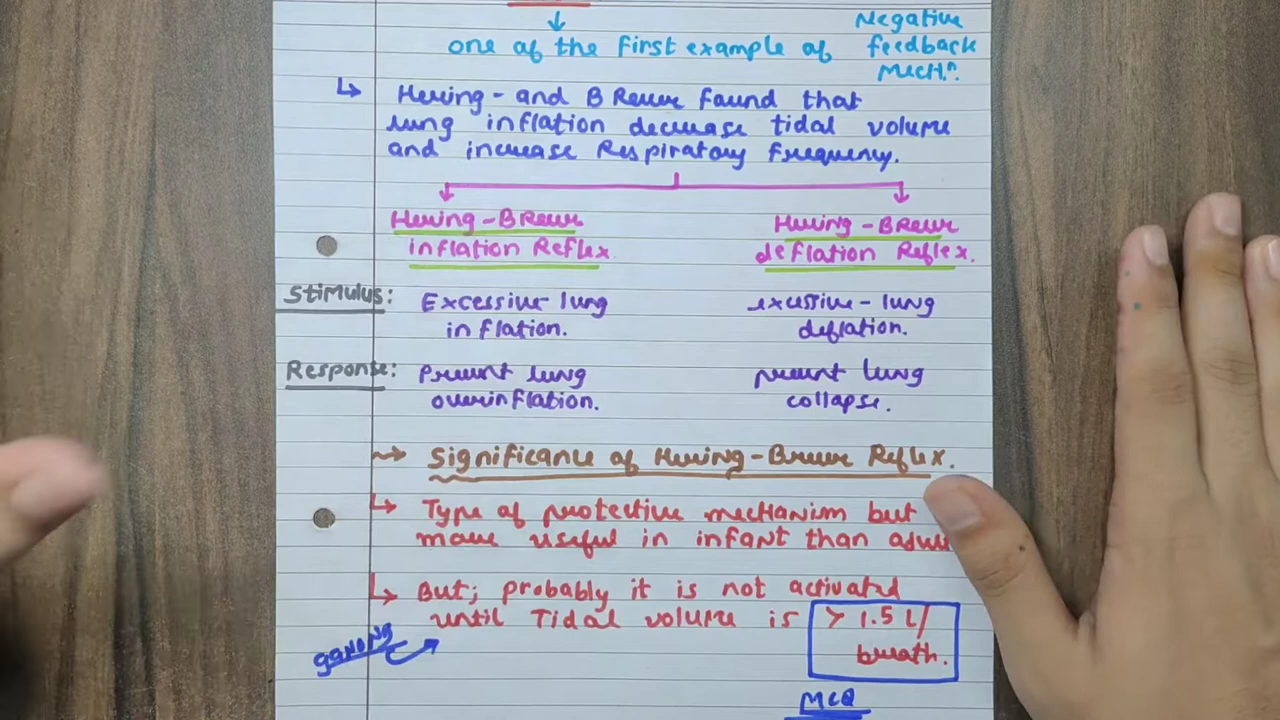 Negative
one of the first example of feedback
Mech.n.
↳ Hering-and BReuer found that
lung inflation decrease tidal volume
and increase Respiratory frequency.
Hering-BReuer Hering-BReuer
inflation Reflex. deflation Reflex.
Stimulus: Excessive lung excessive-lung
inflation. deflation.
Response: Prevent lung prevent lung
overinflation. collapse.
→ Significance of Hering-Breuer Reflex.
↳ Type of protective mechanism but
more useful in infant than adult
↳ But; probably it is not activated
until Tidal volume is > 1.5 L/
ganong breath.
MCQ